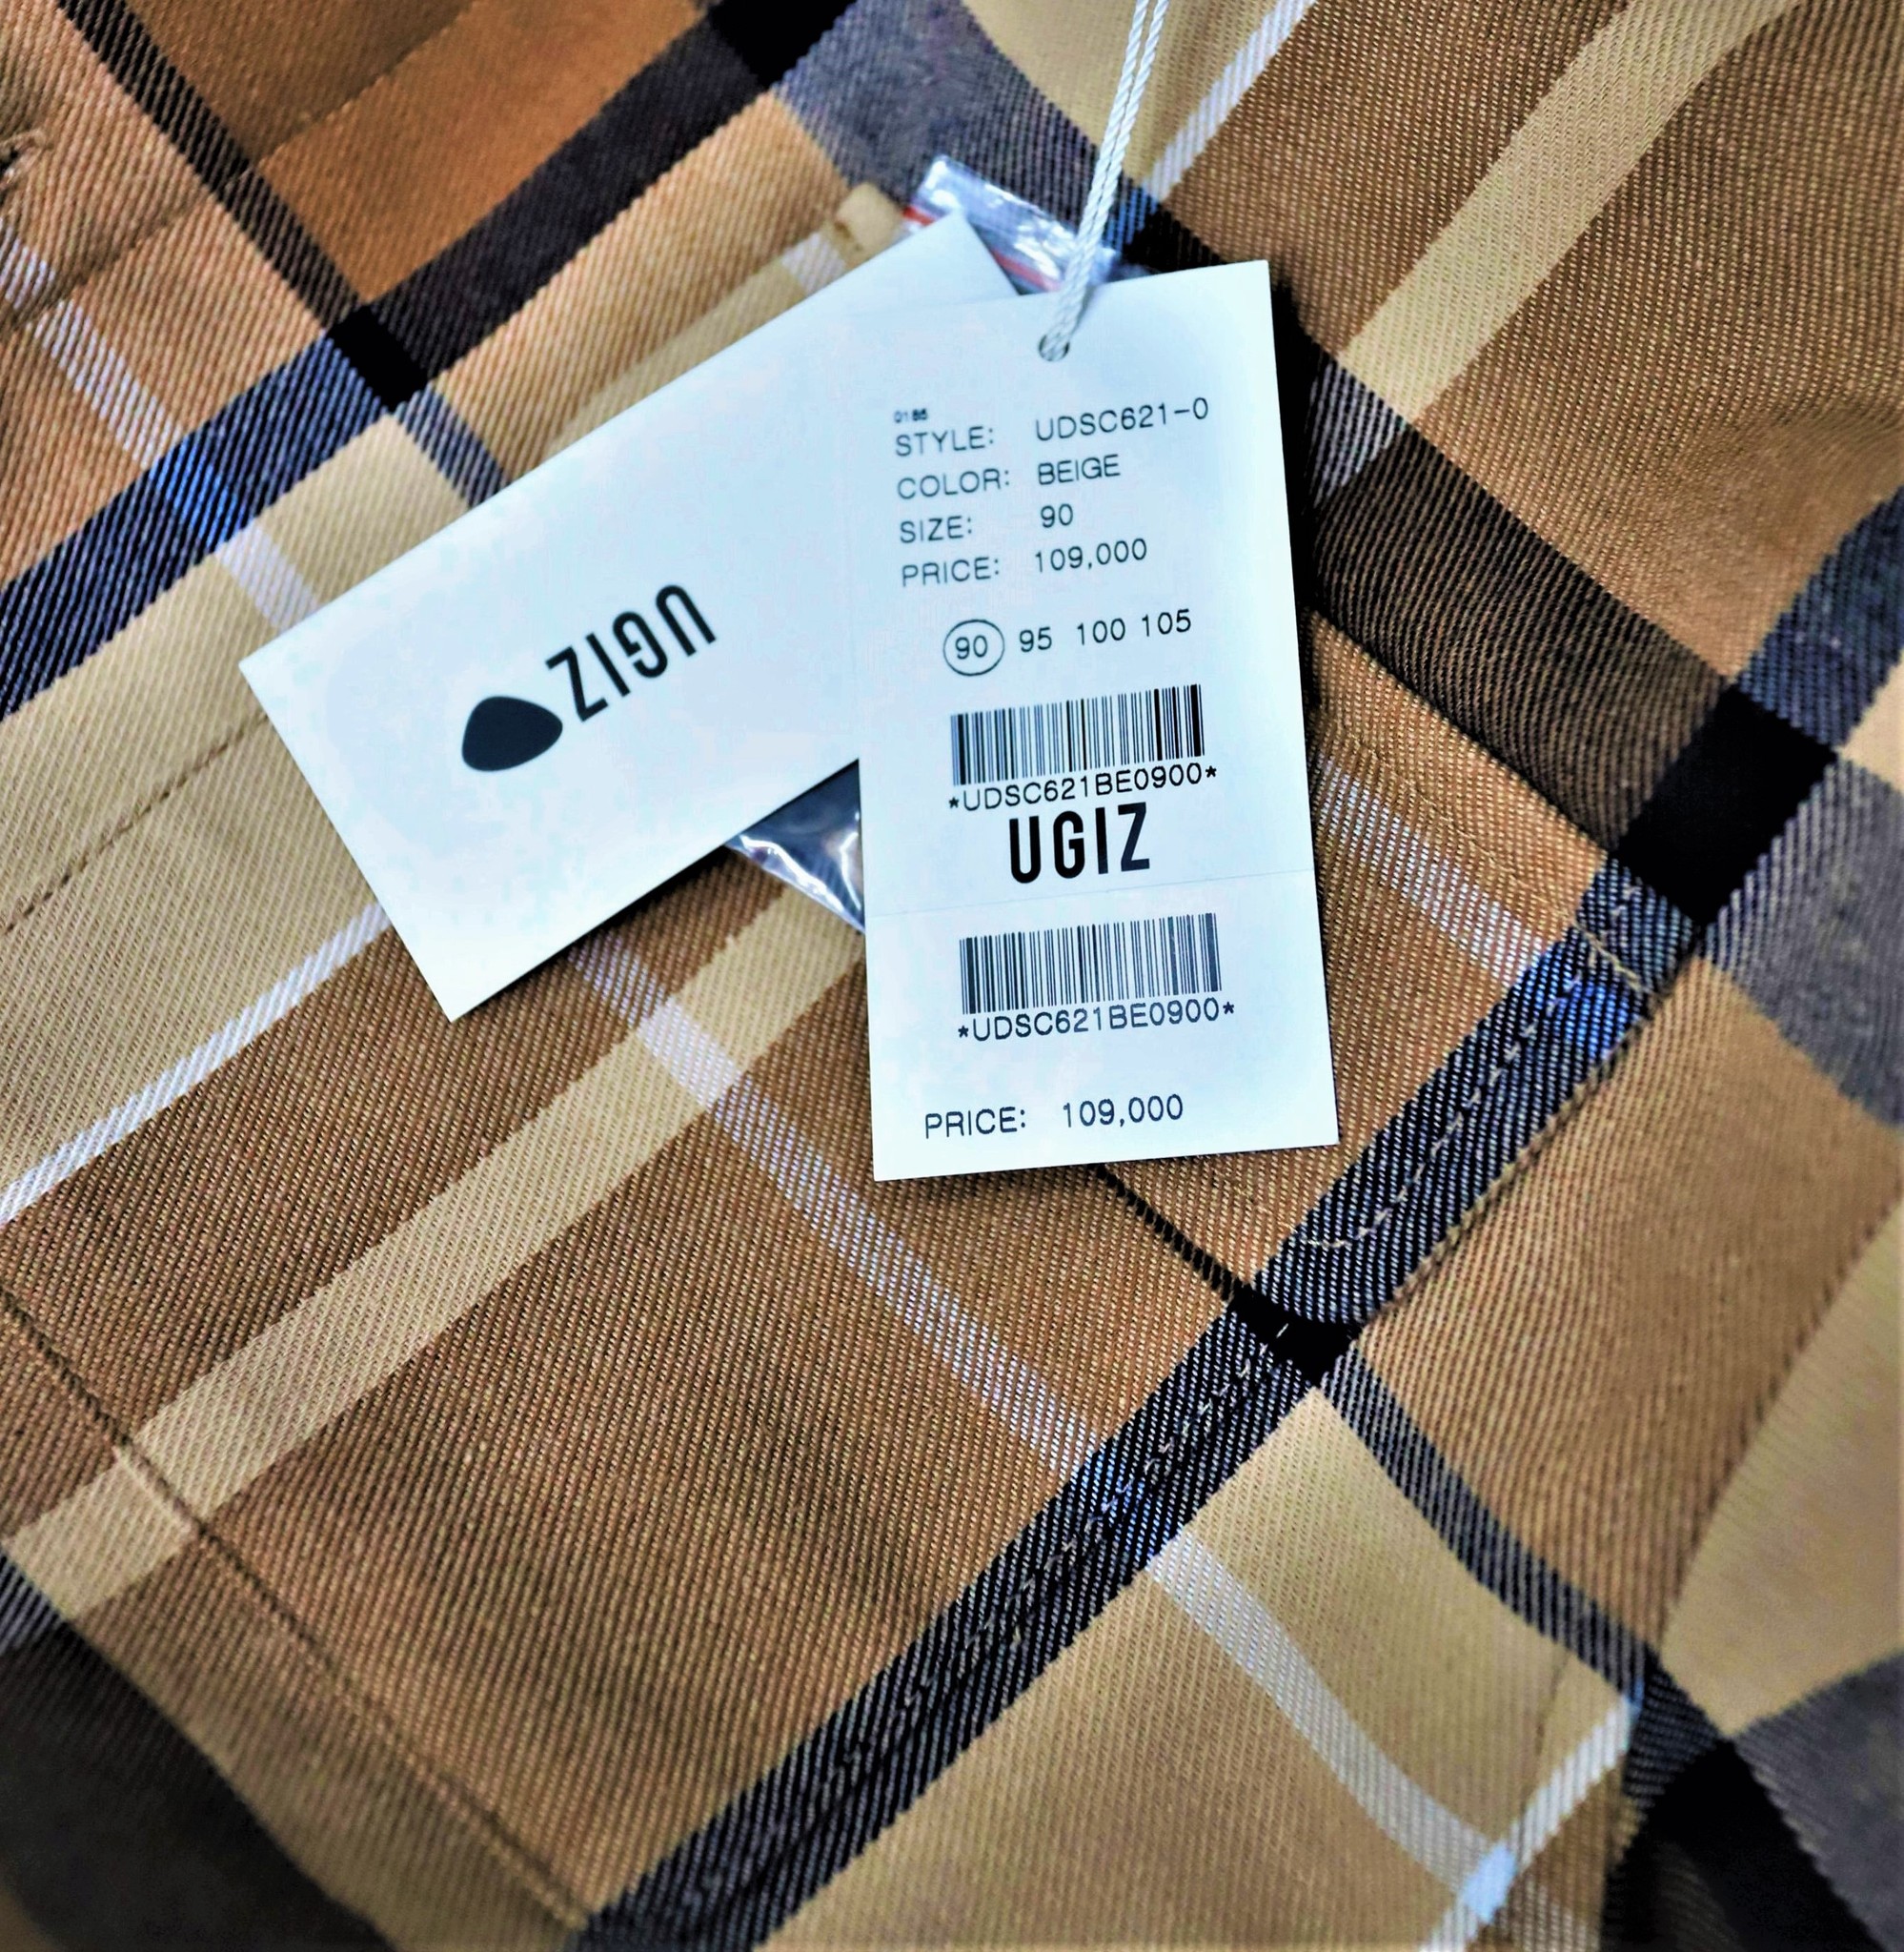 UGIZ
0185
STYLE: UDSC621-0
COLOR: BEIGE
SIZE: 90
PRICE: 109,000
90 95 100 105
*UDSC621BE0900*
UGIZ
*UDSC621BE0900*
PRICE: 109,000